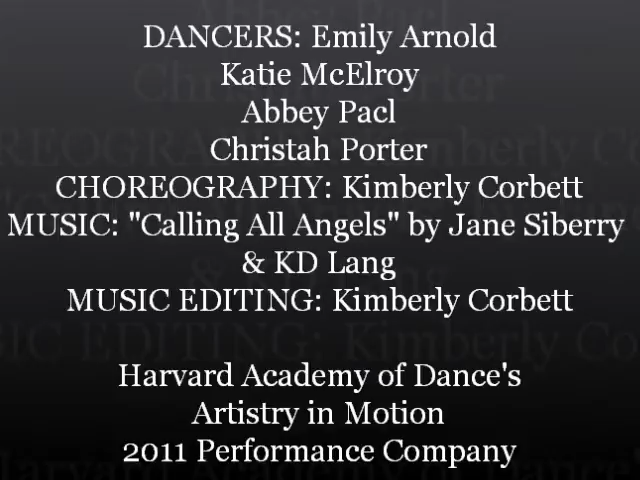 DANCERS: Emily Arnold
Katie McElroy
Abbey Pacl
Christah Porter
CHOREOGRAPHY: Kimberly Corbett
MUSIC: "Calling All Angels" by Jane Siberry
& KD Lang
MUSIC EDITING: Kimberly Corbett
Harvard Academy of Dance's
Artistry in Motion
2011 Performance Company